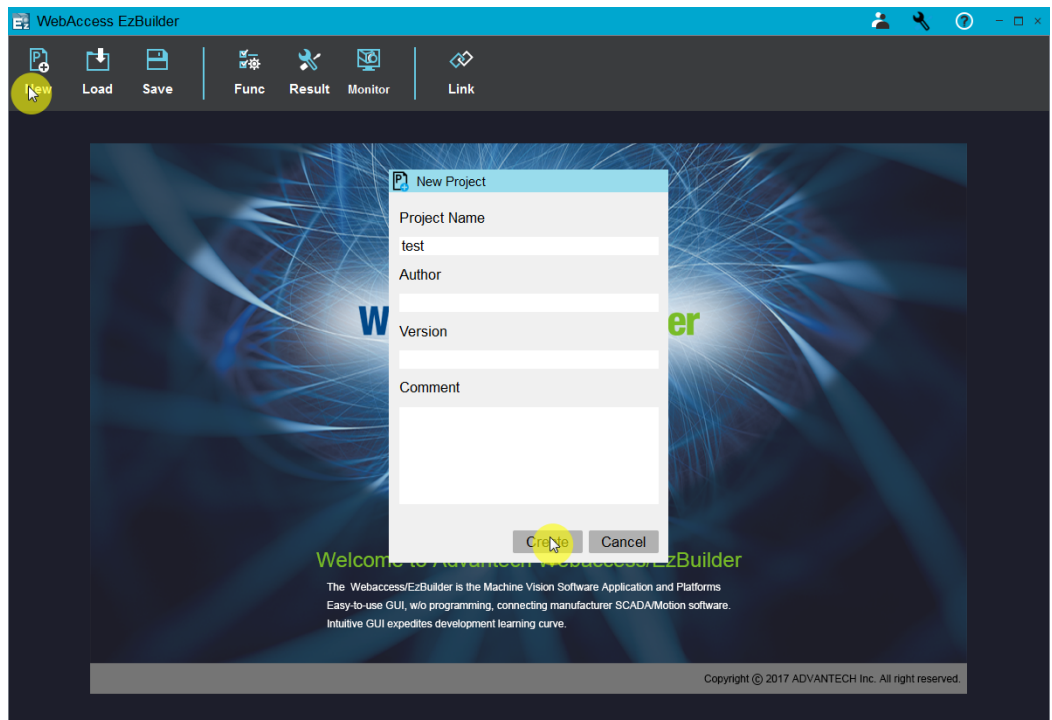 WebAccess EzBuilder
New Load Save Func Result Monitor Link
New Project
Project Name
test
Author
W er
Version
Comment
Create Cancel
Welcome to Advantech Webaccess/EzBuilder
The Webaccess/EzBuilder is the Machine Vision Software Application and Platforms
Easy-to-use GUI, w/o programming, connecting manufacturer SCADA/Motion software.
Intuitive GUI expedites development learning curve.
Copyright © 2017 ADVANTECH Inc. All right reserved.